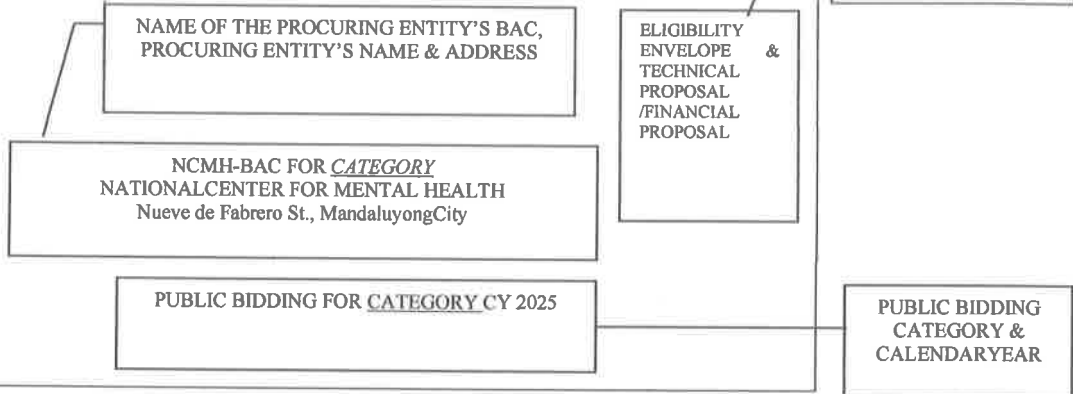 NAME OF THE PROCURING ENTITY'S BAC,
PROCURING ENTITY'S NAME & ADDRESS
ELIGIBILITY
ENVELOPE &
TECHNICAL
PROPOSAL
/FINANCIAL
PROPOSAL
NCMH-BAC FOR CATEGORY
NATIONALCENTER FOR MENTAL HEALTH
Nueve de Fabrero St., MandaluyongCity
PUBLIC BIDDING FOR CATEGORY CY 2025
PUBLIC BIDDING
CATEGORY &
CALENDARYEAR